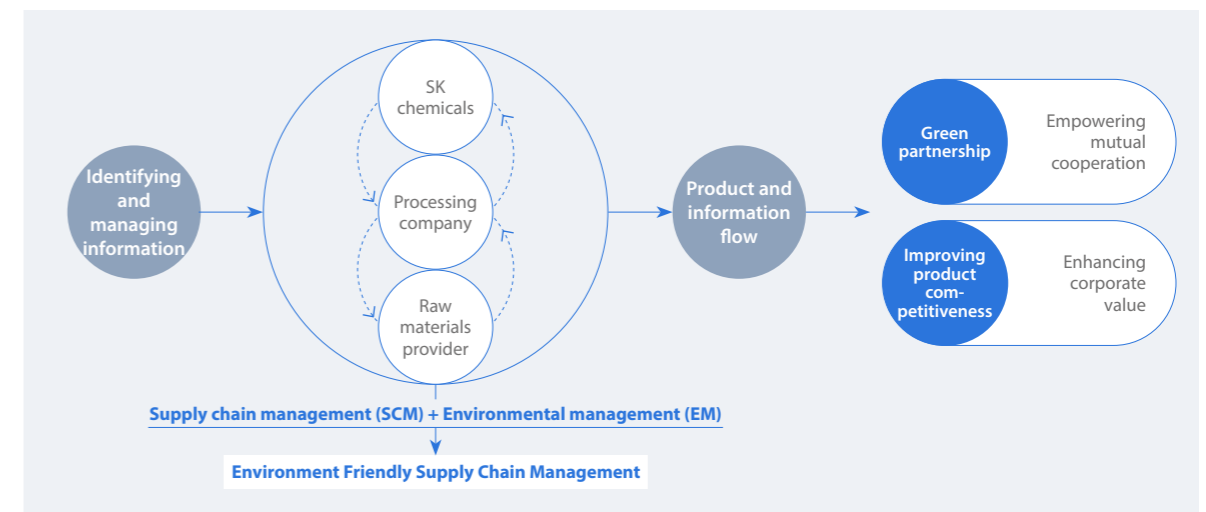 Identifying
and
managing
information
SK
chemicals
Processing
company
Raw
materials
provider
Product and
information
flow
Green
partnership
Empowering
mutual
cooperation
Improving
product
com-
petitiveness
Enhancing
corporate
value
Supply chain management (SCM) + Environmental management (EM)
Environment Friendly Supply Chain Management